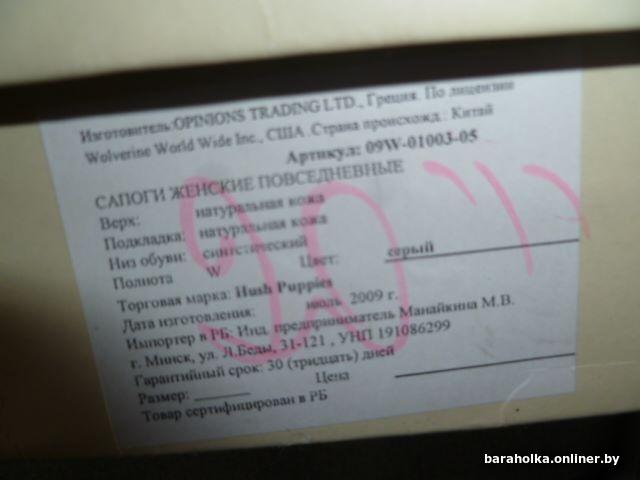 Изготовитель:OPINIONS TRADING LTD., Греция. По лицензии
Wolverine World Wide Inc., США .Страна происхожд.: Китай
Артикул: 09W-01003-05
САПОГИ ЖЕНСКИЕ ПОВСЕДНЕВНЫЕ
Верх: натуральная кожа
Подкладка: натуральная кожа
Низ обуви: синтетический
Полнота W Цвет: серый
Торговая марка: Hush Puppies
Дата изготовления: июль 2009 г.
Импортер в РБ: Инд. предприниматель Манайкина М.В.
г. Минск, ул. Л.Беды, 31-121 , УНП 191086299
Гарантийный срок: 30 (тридцать) дней
Размер: Цена
Товар сертифицирован в РБ
baraholka.onliner.by